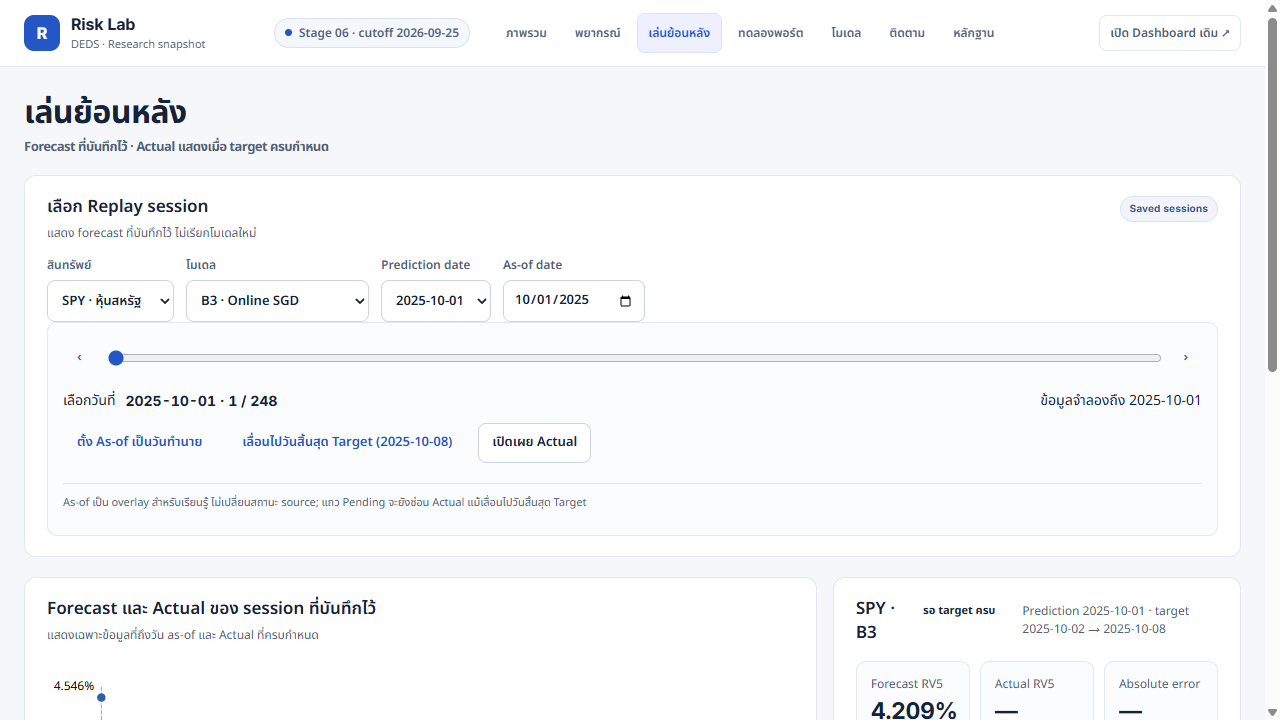 R
Risk Lab
DEDS · Research snapshot
Stage 06 · cutoff 2026-09-25
ภาพรวม
พยากรณ์
เล่นย้อนหลัง
ทดลองพอร์ต
โมเดล
ติดตาม
หลักฐาน
เปิด Dashboard เดิม ↗
เล่นย้อนหลัง
Forecast ที่บันทึกไว้ · Actual แสดงเมื่อ target ครบกำหนด
เลือก Replay session
แสดง forecast ที่บันทึกไว้ ไม่เรียกโมเดลใหม่
Saved sessions
สินทรัพย์
โมเดล
Prediction date
As-of date
SPY · หุ้นสหรัฐ
B3 · Online SGD
2025-10-01
10/01/2025
‹
›
เลือกวันที่ 2025-10-01 · 1 / 248
ข้อมูลจำลองถึง 2025-10-01
ตั้ง As-of เป็นวันทำนาย
เลื่อนไปวันสิ้นสุด Target (2025-10-08)
เปิดเผย Actual
As-of เป็น overlay สำหรับเรียนรู้ ไม่เปลี่ยนสถานะ source; แถว Pending จะยังซ่อน Actual แม้เลื่อนไปวันสิ้นสุด Target
Forecast และ Actual ของ session ที่บันทึกไว้
แสดงเฉพาะข้อมูลที่ถึงวัน as-of และ Actual ที่ครบกำหนด
4.546%
SPY ·
B3
รอ target ครบ
Prediction 2025-10-01 · target
2025-10-02 → 2025-10-08
Forecast RV5
4.209%
Actual RV5
—
Absolute error
—